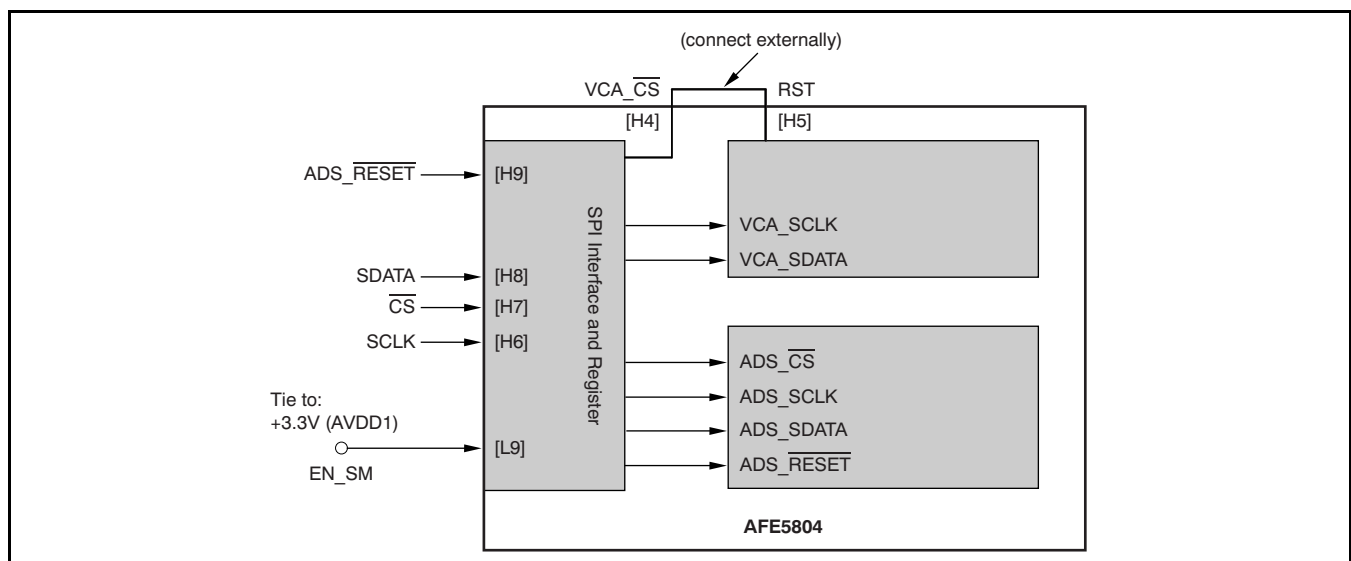 (connect externally)
VCA_CS
RST
[H4]
[H5]
ADS_RESET
[H9]
SPI Interface and Register
VCA_SCLK
VCA_SDATA
SDATA
[H8]
CS
[H7]
SCLK
[H6]
ADS_CS
ADS_SCLK
ADS_SDATA
ADS_RESET
Tie to:
+3.3V (AVDD1)
EN_SM
[L9]
AFE5804